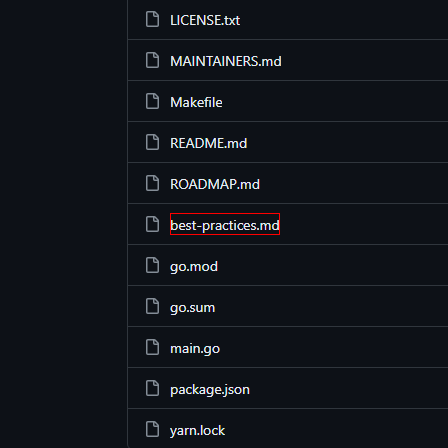 LICENSE.txt
MAINTAINERS.md
Makefile
README.md
ROADMAP.md
best-practices.md
go.mod
go.sum
main.go
package.json
yarn.lock